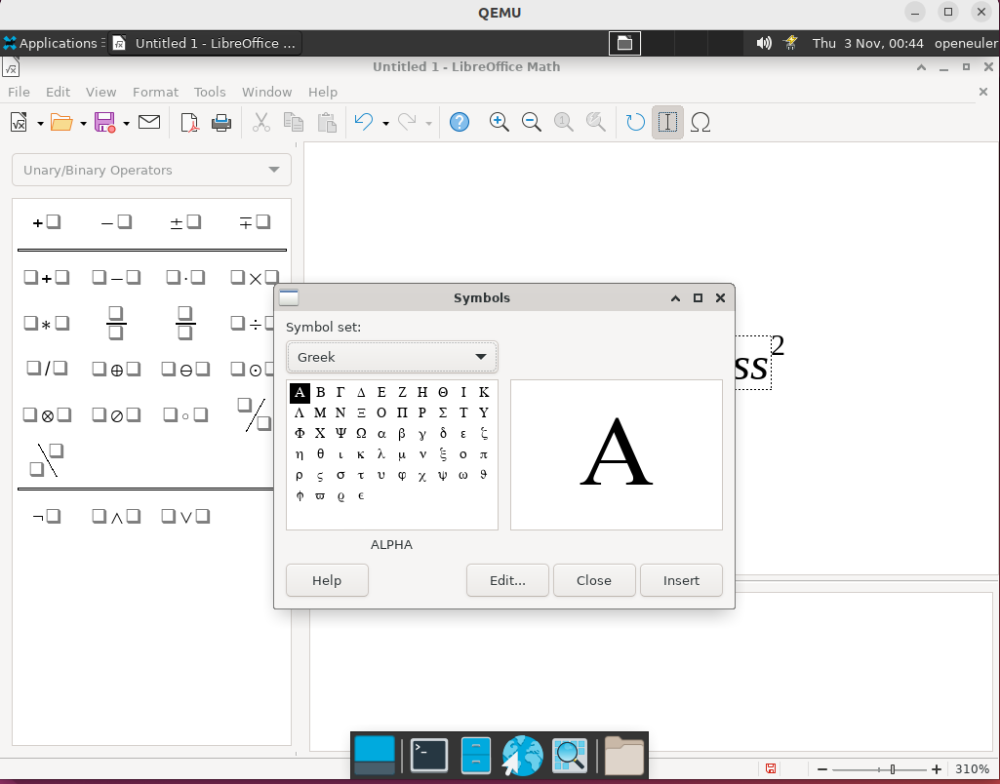 QEMU
Applications
Untitled 1 - LibreOffice ...
Thu 3 Nov, 00:44
openeuler
Untitled 1 - LibreOffice Math
File Edit View Format Tools Window Help
Unary/Binary Operators
+❏ −❏ ±❏ ∓❏
❏+❏ ❏−❏ ❏·❏ ❏×❏
❏∗❏ ❏/❏ ❏÷❏
❏/❏ ❏⊕❏ ❏⊖❏ ❏⊙❏
❏⊗❏ ❏⊘❏ ❏∘❏ ❏/❏
❏\❏
¬❏ ❏∧❏ ❏∨❏
ss²
Symbols
Symbol set:
Greek
Α Β Γ Δ Ε Ζ Η Θ Ι Κ
Λ Μ Ν Ξ Ο Π Ρ Σ Τ Υ
Φ Χ Ψ Ω α β γ δ ε ζ
η θ ι κ λ μ ν ξ ο π
ρ ς σ τ υ φ χ ψ ω ϑ
ϕ ϖ ϱ ϵ
Α
ALPHA
Help Edit... Close Insert
310%